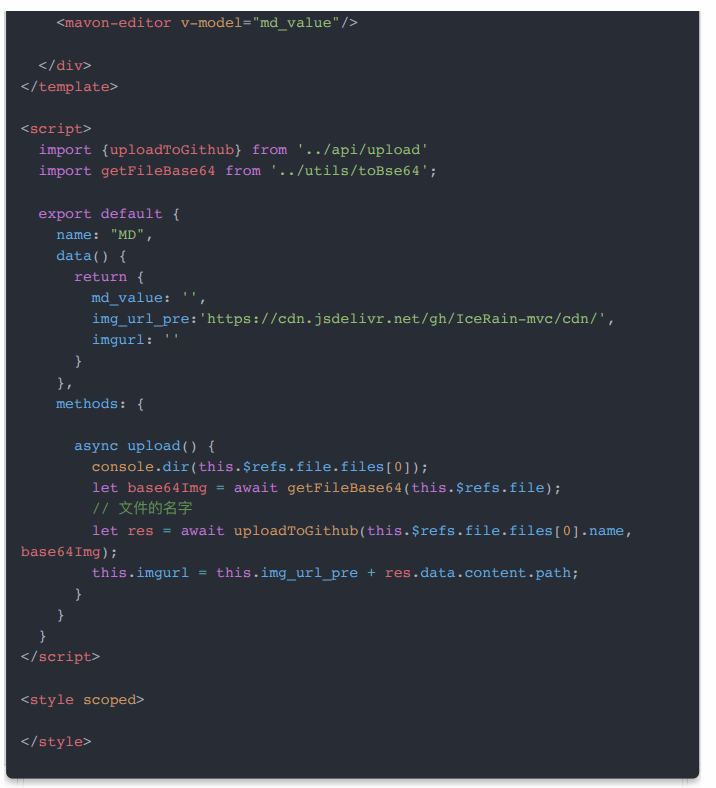 <mavon-editor v-model="md_value"/>

  </div>
</template>

<script>
  import {uploadToGithub} from '../api/upload'
  import getFileBase64 from '../utils/toBse64';

  export default {
    name: "MD",
    data() {
      return {
        md_value: '',
        img_url_pre:'https://cdn.jsdelivr.net/gh/IceRain-mvc/cdn/',
        imgurl: ''
      }
    },
    methods: {

      async upload() {
        console.dir(this.$refs.file.files[0]);
        let base64Img = await getFileBase64(this.$refs.file);
        // 文件的名字
        let res = await uploadToGithub(this.$refs.file.files[0].name,
base64Img);
        this.imgurl = this.img_url_pre + res.data.content.path;
      }
    }
  }
</script>

<style scoped>

</style>